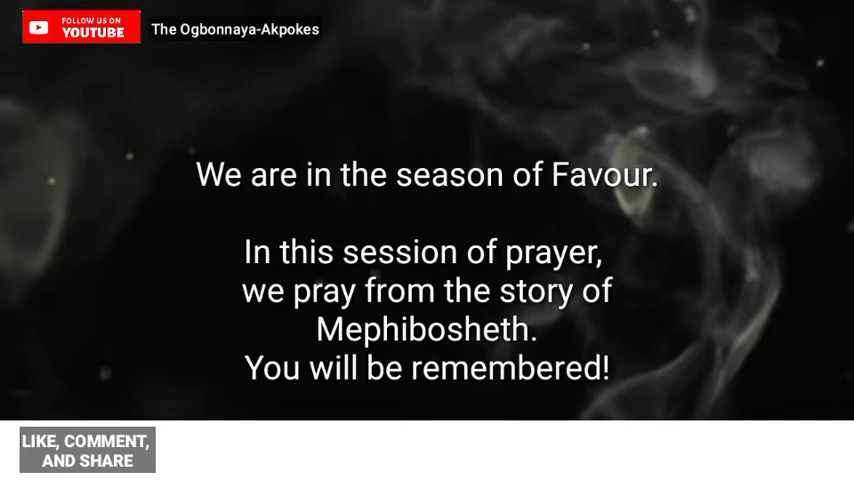 FOLLOW US ON
YOUTUBE
The Ogbonnaya-Akpokes
We are in the season of Favour.
In this session of prayer,
we pray from the story of
Mephibosheth.
You will be remembered!
LIKE, COMMENT,
AND SHARE